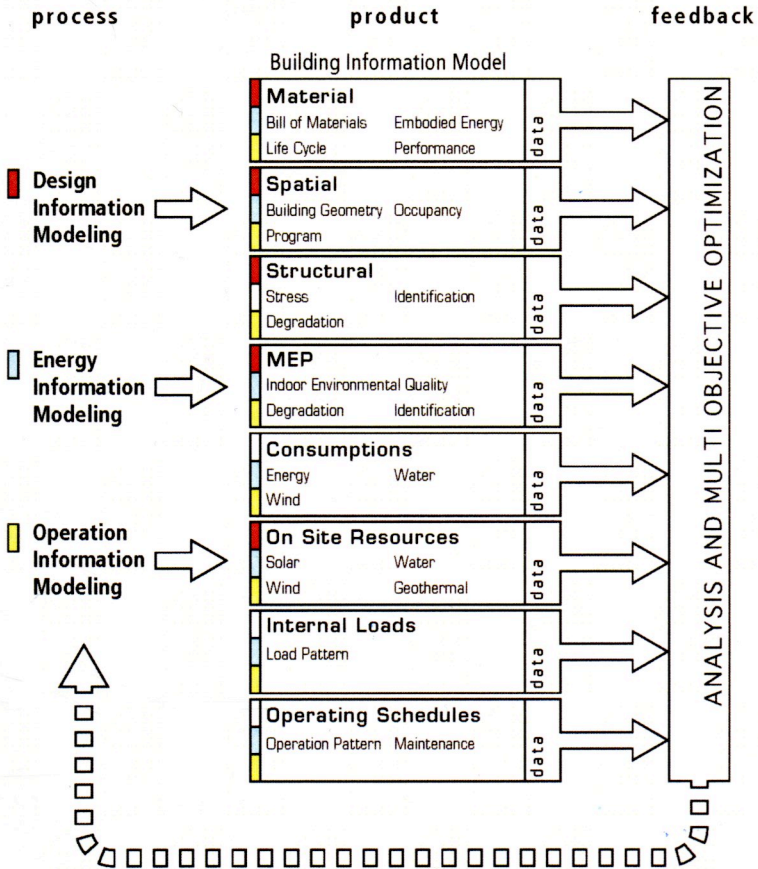 process product feedback
Building Information Model
Material
Bill of Materials Embodied Energy
Life Cycle Performance
data
Design
Information
Modeling
Spatial
Building Geometry Occupancy
Program
data
Structural
Stress Identification
Degradation
data
Energy
Information
Modeling
MEP
Indoor Environmental Quality
Degradation Identification
data
Consumptions
Energy Water
Wind
data
Operation
Information
Modeling
On Site Resources
Solar Water
Wind Geothermal
data
Internal Loads
Load Pattern
data
Operating Schedules
Operation Pattern Maintenance
data
ANALYSIS AND MULTI OBJECTIVE OPTIMIZATION